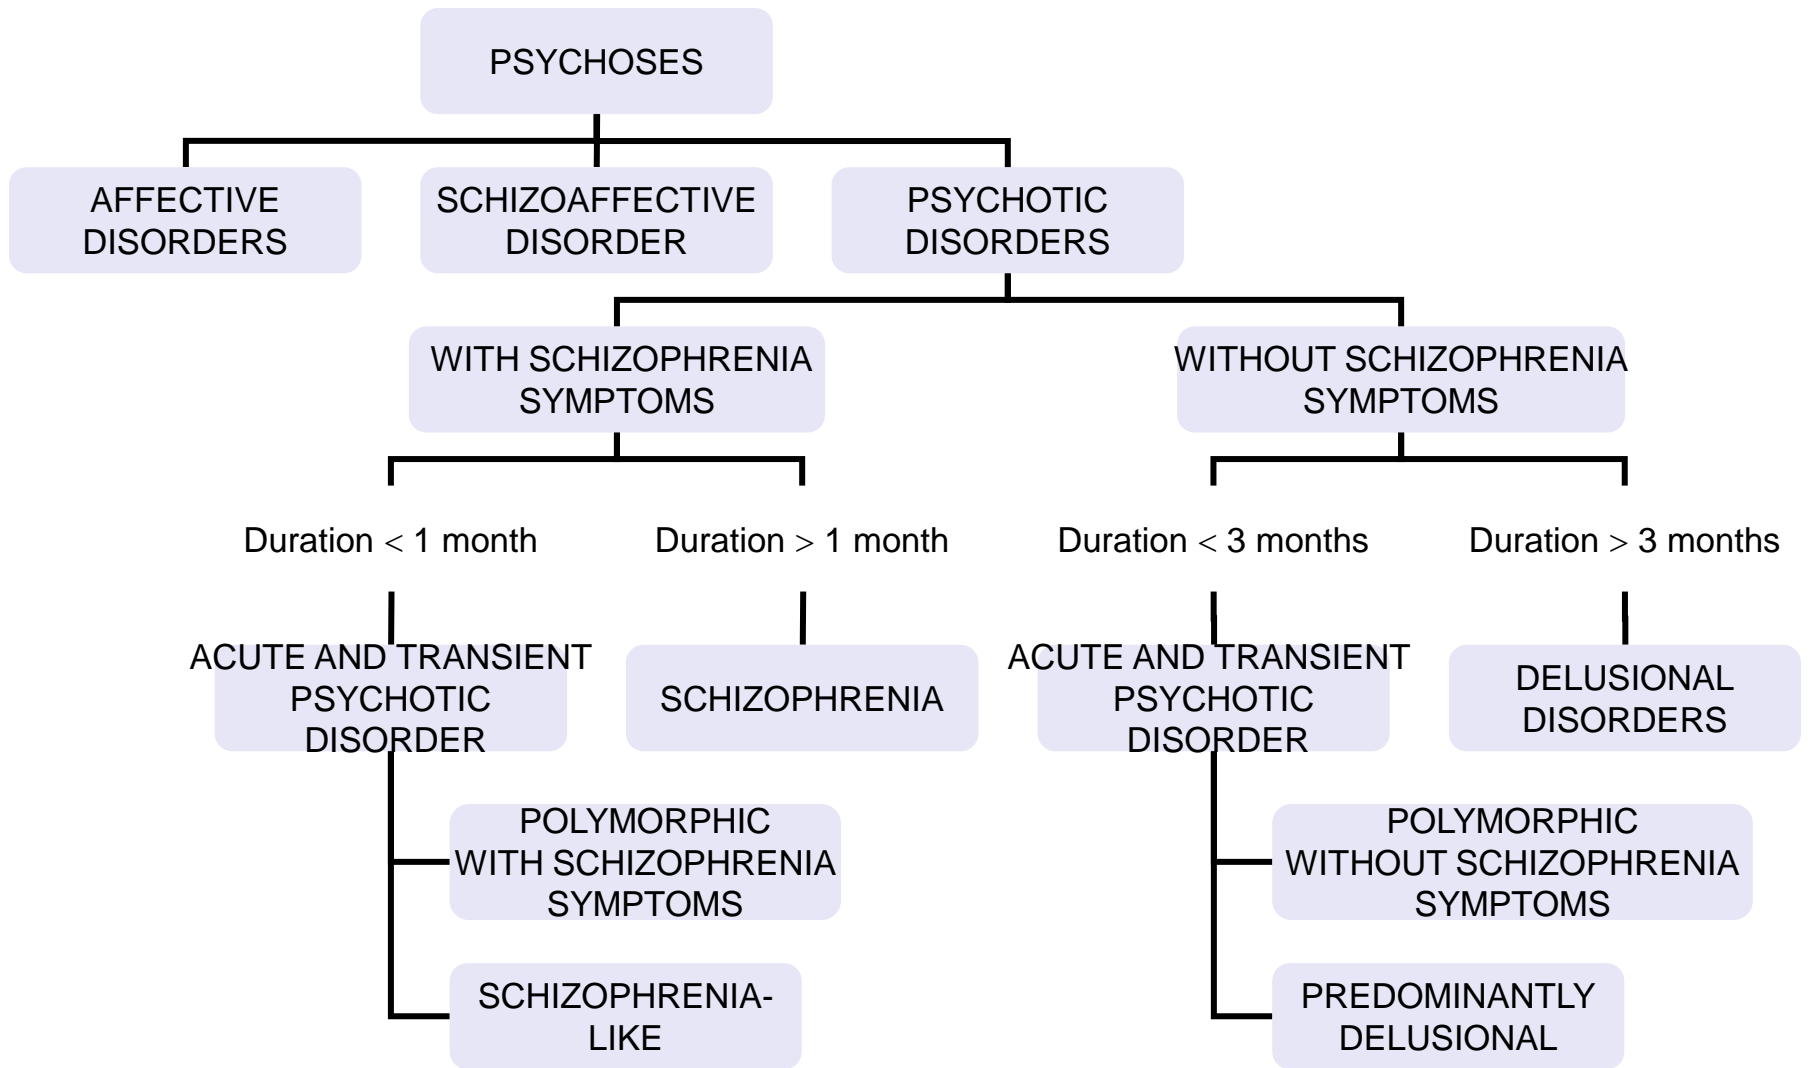 PSYCHOSES
AFFECTIVE
DISORDERS
SCHIZOAFFECTIVE
DISORDER
PSYCHOTIC
DISORDERS
WITH SCHIZOPHRENIA
SYMPTOMS
WITHOUT SCHIZOPHRENIA
SYMPTOMS
Duration < 1 month
Duration > 1 month
Duration < 3 months
Duration > 3 months
ACUTE AND TRANSIENT
PSYCHOTIC
DISORDER
SCHIZOPHRENIA
ACUTE AND TRANSIENT
PSYCHOTIC
DISORDER
DELUSIONAL
DISORDERS
POLYMORPHIC
WITH SCHIZOPHRENIA
SYMPTOMS
POLYMORPHIC
WITHOUT SCHIZOPHRENIA
SYMPTOMS
SCHIZOPHRENIA-
LIKE
PREDOMINANTLY
DELUSIONAL